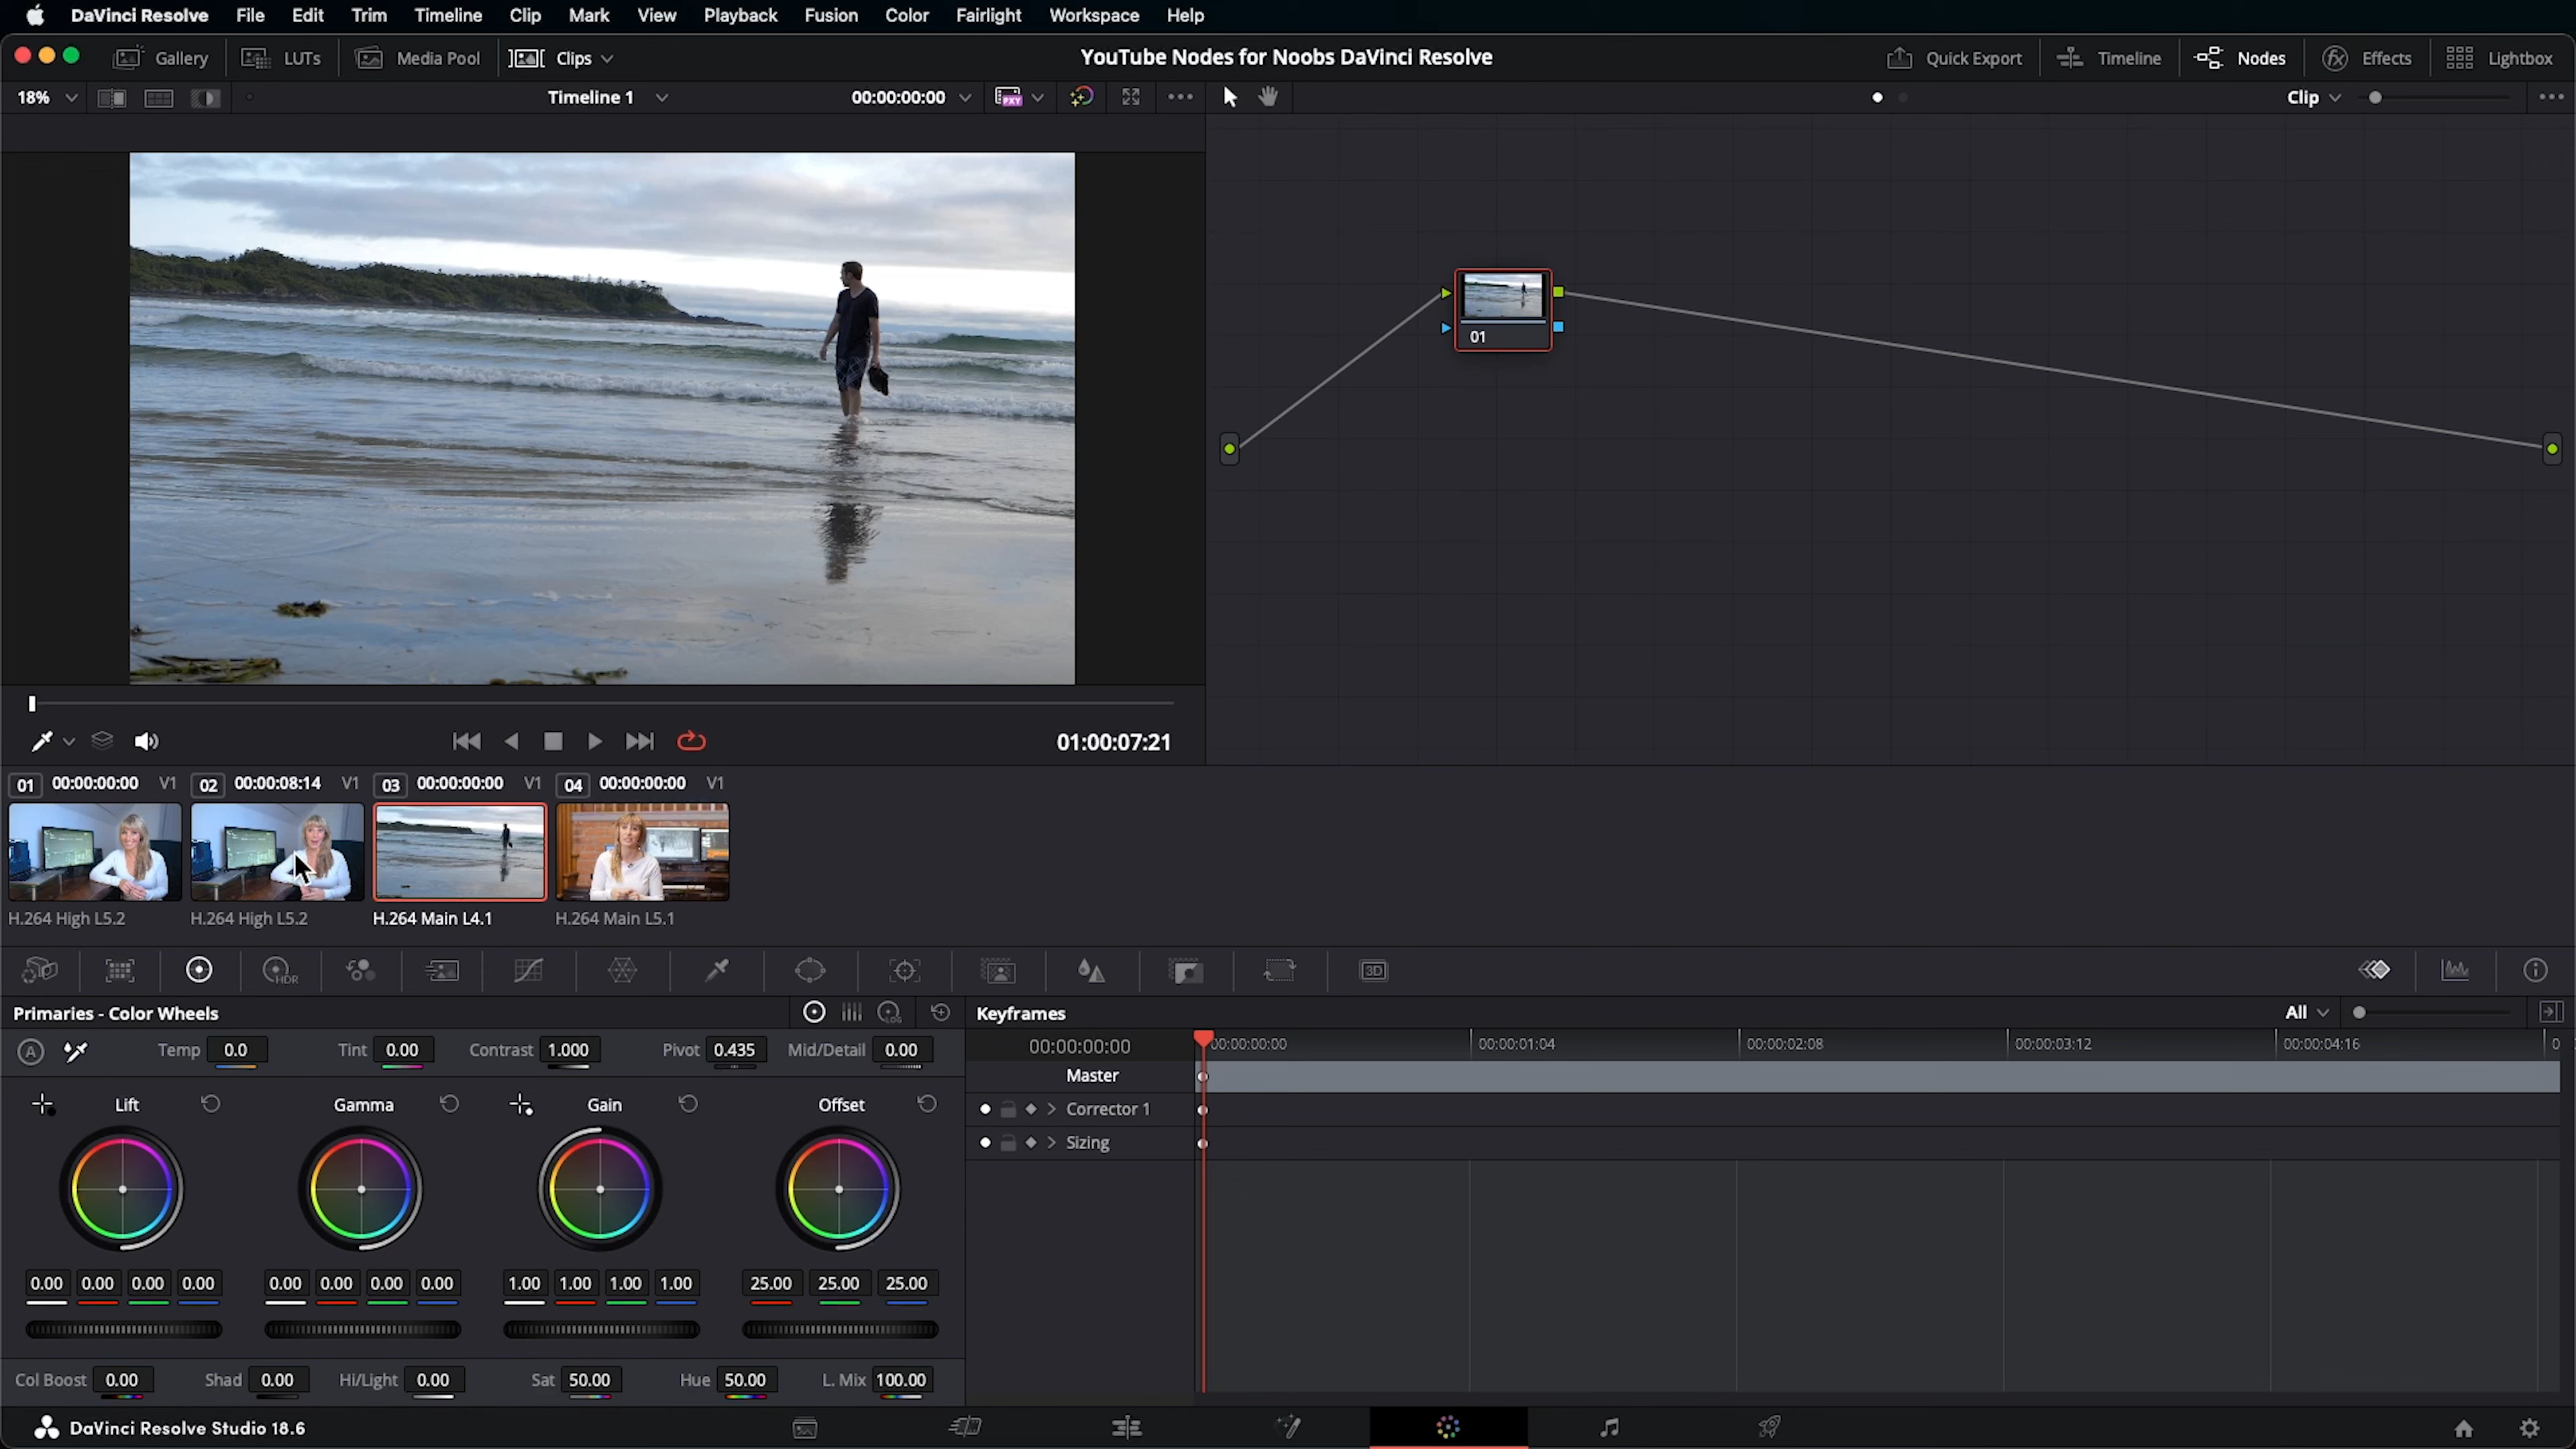 DaVinci Resolve File Edit Trim Timeline Clip Mark View Playback Fusion Color Fairlight Workspace Help
Gallery LUTs Media Pool Clips YouTube Nodes for Noobs DaVinci Resolve Quick Export Timeline Nodes Effects Lightbox
18% Timeline 1 00:00:00:00 PXY Clip
01
01:00:07:21
01 00:00:00:00 V1 02 00:00:08:14 V1 03 00:00:00:00 V1 04 00:00:00:00 V1
H.264 High L5.2 H.264 High L5.2 H.264 Main L4.1 H.264 Main L5.1
HDR 3D
Primaries - Color Wheels LOG Keyframes All
A Temp 0.0 Tint 0.00 Contrast 1.000 Pivot 0.435 Mid/Detail 0.00 00:00:00:00 00:00:00:00 00:00:01:04 00:00:02:08 00:00:03:12 00:00:04:16 0
Master
Lift Gamma Gain Offset Corrector 1
Sizing
0.00 0.00 0.00 0.00 0.00 0.00 0.00 0.00 1.00 1.00 1.00 1.00 25.00 25.00 25.00
Col Boost 0.00 Shad 0.00 Hi/Light 0.00 Sat 50.00 Hue 50.00 L. Mix 100.00
DaVinci Resolve Studio 18.6